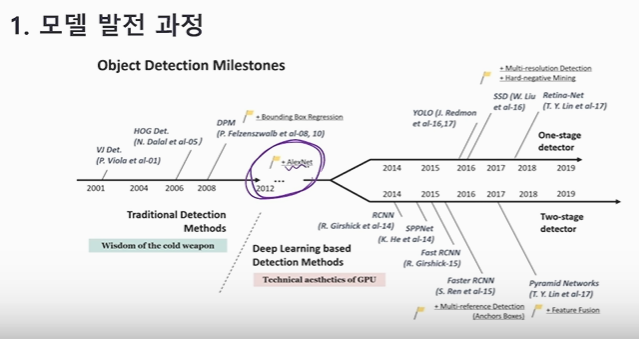 1. 모델 발전 과정
Object Detection Milestones
+ Multi-resolution Detection
+ Hard-negative Mining
SSD (W. Liu
et al-16)
Retina-Net
(T. Y. Lin et al-17)
YOLO (J. Redmon
et al-16,17)
+ Bounding Box Regression
DPM
(P. Felzenszwalb et al-08, 10)
HOG Det.
(N. Dalal et al-05)
VJ Det.
(P. Viola et al-01)
One-stage
detector
+ AlexNet
...
2014 2015 2016 2017 2018 2019
2001 2004 2006 2008 2012
2014 2015 2016 2017 2018 2019
Two-stage
detector
Traditional Detection
Methods
Wisdom of the cold weapon
Deep Learning based
Detection Methods
Technical aesthetics of GPU
RCNN
(R. Girshick et al-14)
SPPNet
(K. He et al-14)
Fast RCNN
(R. Girshick-15)
Faster RCNN
(S. Ren et al-15)
Pyramid Networks
(T. Y. Lin et al-17)
+ Multi-reference Detection
(Anchors Boxes)
+ Feature Fusion